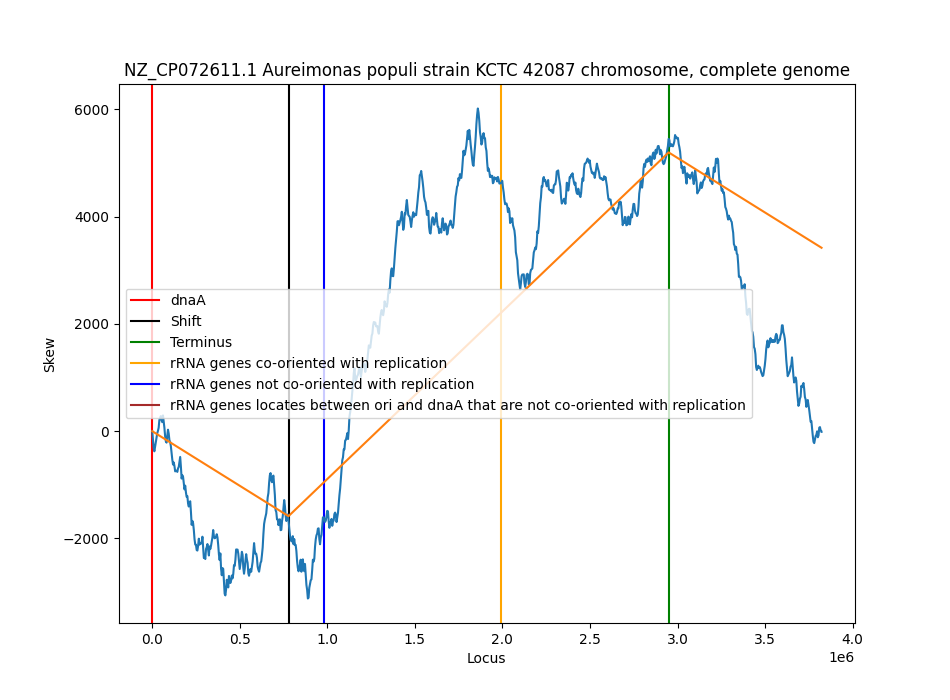 NZ_CP072611.1 Aureimonas populi strain KCTC 42087 chromosome, complete genome
6000
4000
2000
0
−2000
Skew
dnaA
Shift
Terminus
rRNA genes co-oriented with replication
rRNA genes not co-oriented with replication
rRNA genes locates between ori and dnaA that are not co-oriented with replication
0.0 0.5 1.0 1.5 2.0 2.5 3.0 3.5 4.0
1e6
Locus